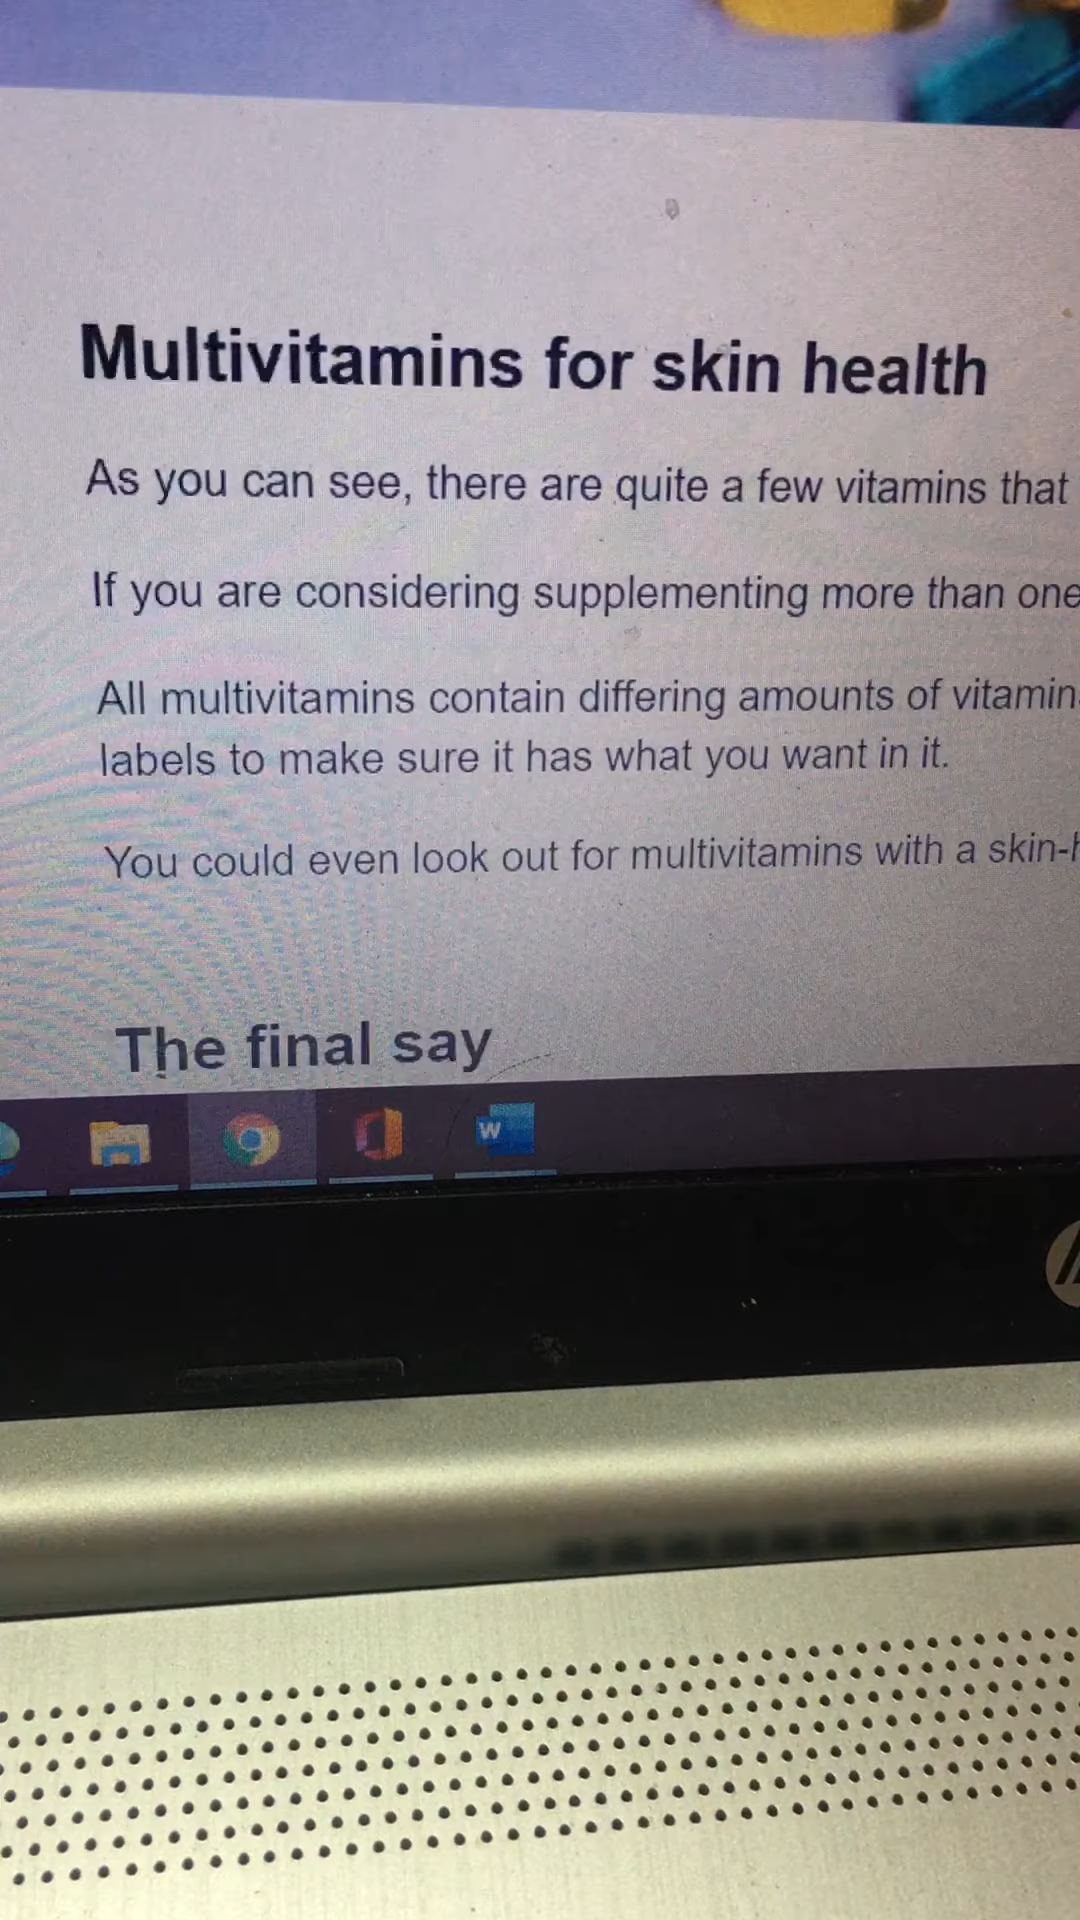 Multivitamins for skin health
As you can see, there are quite a few vitamins that
If you are considering supplementing more than one
All multivitamins contain differing amounts of vitamin
labels to make sure it has what you want in it.
You could even look out for multivitamins with a skin-
The final say
W